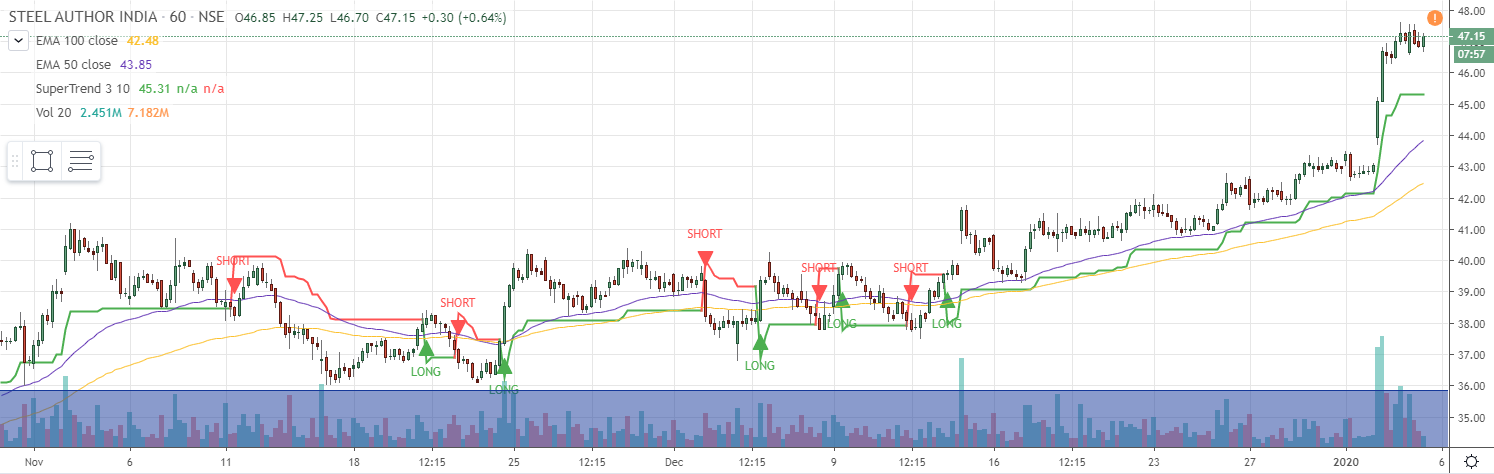 STEEL AUTHOR INDIA · 60 · NSE O46.85 H47.25 L46.70 C47.15 +0.30 (+0.64%)
EMA 100 close 42.48
EMA 50 close 43.85
SuperTrend 3 10 45.31 n/a n/a
Vol 20 2.451M 7.182M
!
48.00
47.15
07:57
46.00
45.00
44.00
43.00
42.00
41.00
40.00
39.00
38.00
37.00
36.00
35.00
SHORT
SHORT
SHORT
SHORT
SHORT
LONG
LONG
LONG
LONG
LONG
Nov 6 11 18 12:15 25 12:15 Dec 12:15 9 12:15 16 12:15 23 27 2020 6